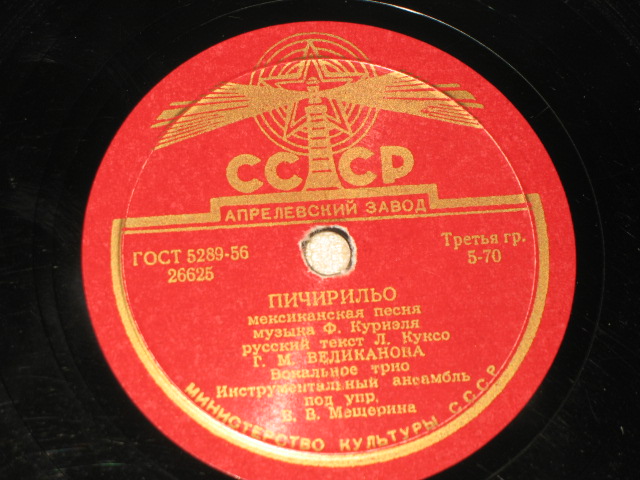 СССР
АПРЕЛЕВСКИЙ ЗАВОД
ГОСТ 5289-56
26625
Третья гр.
5-70
ПИЧИРИЛЬО
мексиканская песня
музыка Ф. Куриэля
русский текст Л. Куксо
Г. М. ВЕЛИКАНОВА
Вокальное трио
Инструментальный ансамбль
под упр.
В. В. Мещерина
МИНИСТЕРСТВО КУЛЬТУРЫ СССР